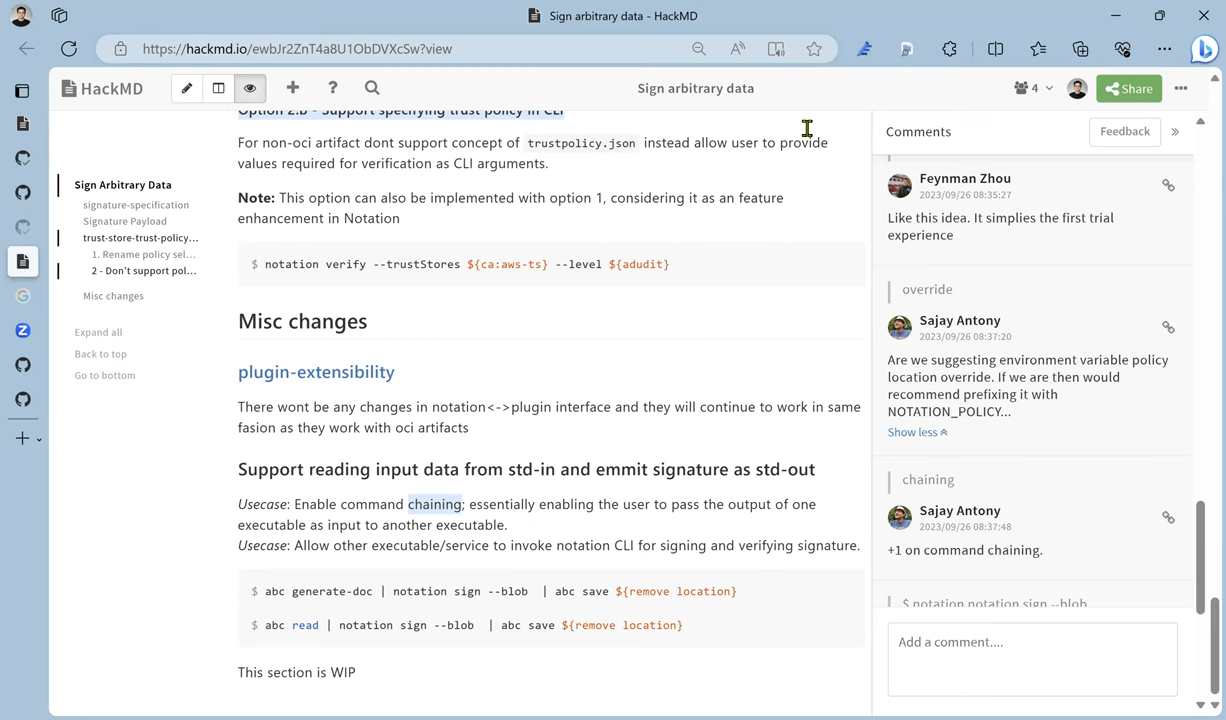 Sign arbitrary data - HackMD
https://hackmd.io/ewbJr2ZnT4a8U1ObDVXcSw?view
HackMD
Sign arbitrary data
4
Share
Sign Arbitrary Data
signature-specification
Signature Payload
trust-store-trust-policy...
1. Rename policy sel...
2 - Don't support pol...
Misc changes
Expand all
Back to top
Go to bottom
Option 2.b - Support specifying trust policy in CLI
For non-oci artifact dont support concept of trustpolicy.json instead allow user to provide
values required for verification as CLI arguments.
Note: This option can also be implemented with option 1, considering it as an feature
enhancement in Notation
$ notation verify --trustStores ${ca:aws-ts} --level ${adudit}
Misc changes
plugin-extensibility
There wont be any changes in notation<->plugin interface and they will continue to work in same
fasion as they work with oci artifacts
Support reading input data from std-in and emmit signature as std-out
Usecase: Enable command chaining; essentially enabling the user to pass the output of one
executable as input to another executable.
Usecase: Allow other executable/service to invoke notation CLI for signing and verifying signature.
$ abc generate-doc | notation sign --blob | abc save ${remove location}
$ abc read | notation sign --blob | abc save ${remove location}
This section is WIP
Comments
Feedback
Feynman Zhou
2023/09/26 08:35:27
Like this idea. It simplies the first trial
experience
override
Sajay Antony
2023/09/26 08:37:20
Are we suggesting environment variable policy
location override. If we are then would
recommend prefixing it with
NOTATION_POLICY...
Show less
chaining
Sajay Antony
2023/09/26 08:37:48
+1 on command chaining.
$ notation notation sign --blob
Add a comment....